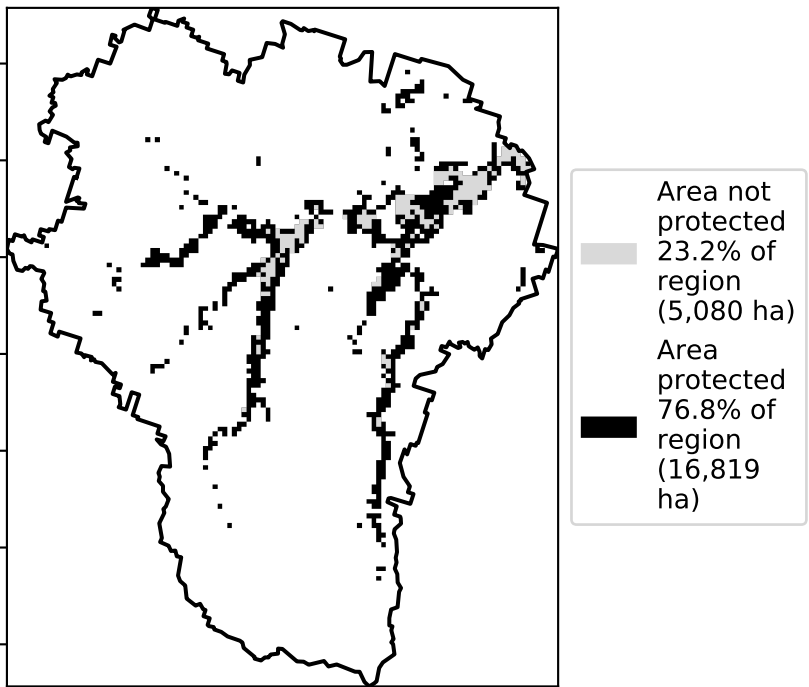 Area not
protected
23.2% of
region
(5,080 ha)
Area
protected
76.8% of
region
(16,819
ha)